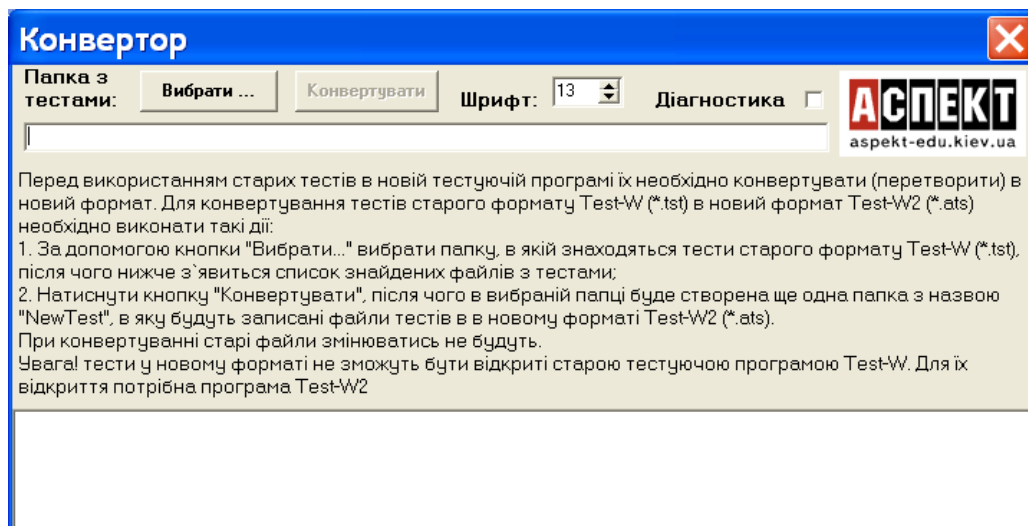 Конвертор
Папка з
тестами:
Вибрати ...
Конвертувати
Шрифт:
13
Діагностика
АСПЕКТ
aspekt-edu.kiev.ua
Перед використанням старих тестів в новій тестуючій програмі їх необхідно конвертувати (перетворити) в
новий формат. Для конвертування тестів старого формату Test-W (*.tst) в новий формат Test-W2 (*.ats)
необхідно виконати такі дії:
1. За допомогою кнопки "Вибрати..." вибрати папку, в якій знаходяться тести старого формату Test-W (*.tst),
після чого нижче з`явиться список знайдених файлів з тестами;
2. Натиснути кнопку "Конвертувати", після чого в вибраній папці буде створена ще одна папка з назвою
"NewTest", в яку будуть записані файли тестів в в новому форматі Test-W2 (*.ats).
При конвертуванні старі файли змінюватись не будуть.
Увага! тести у новому форматі не зможуть бути відкриті старою тестуючою програмою Test-W. Для їх
відкриття потрібна програма Test-W2